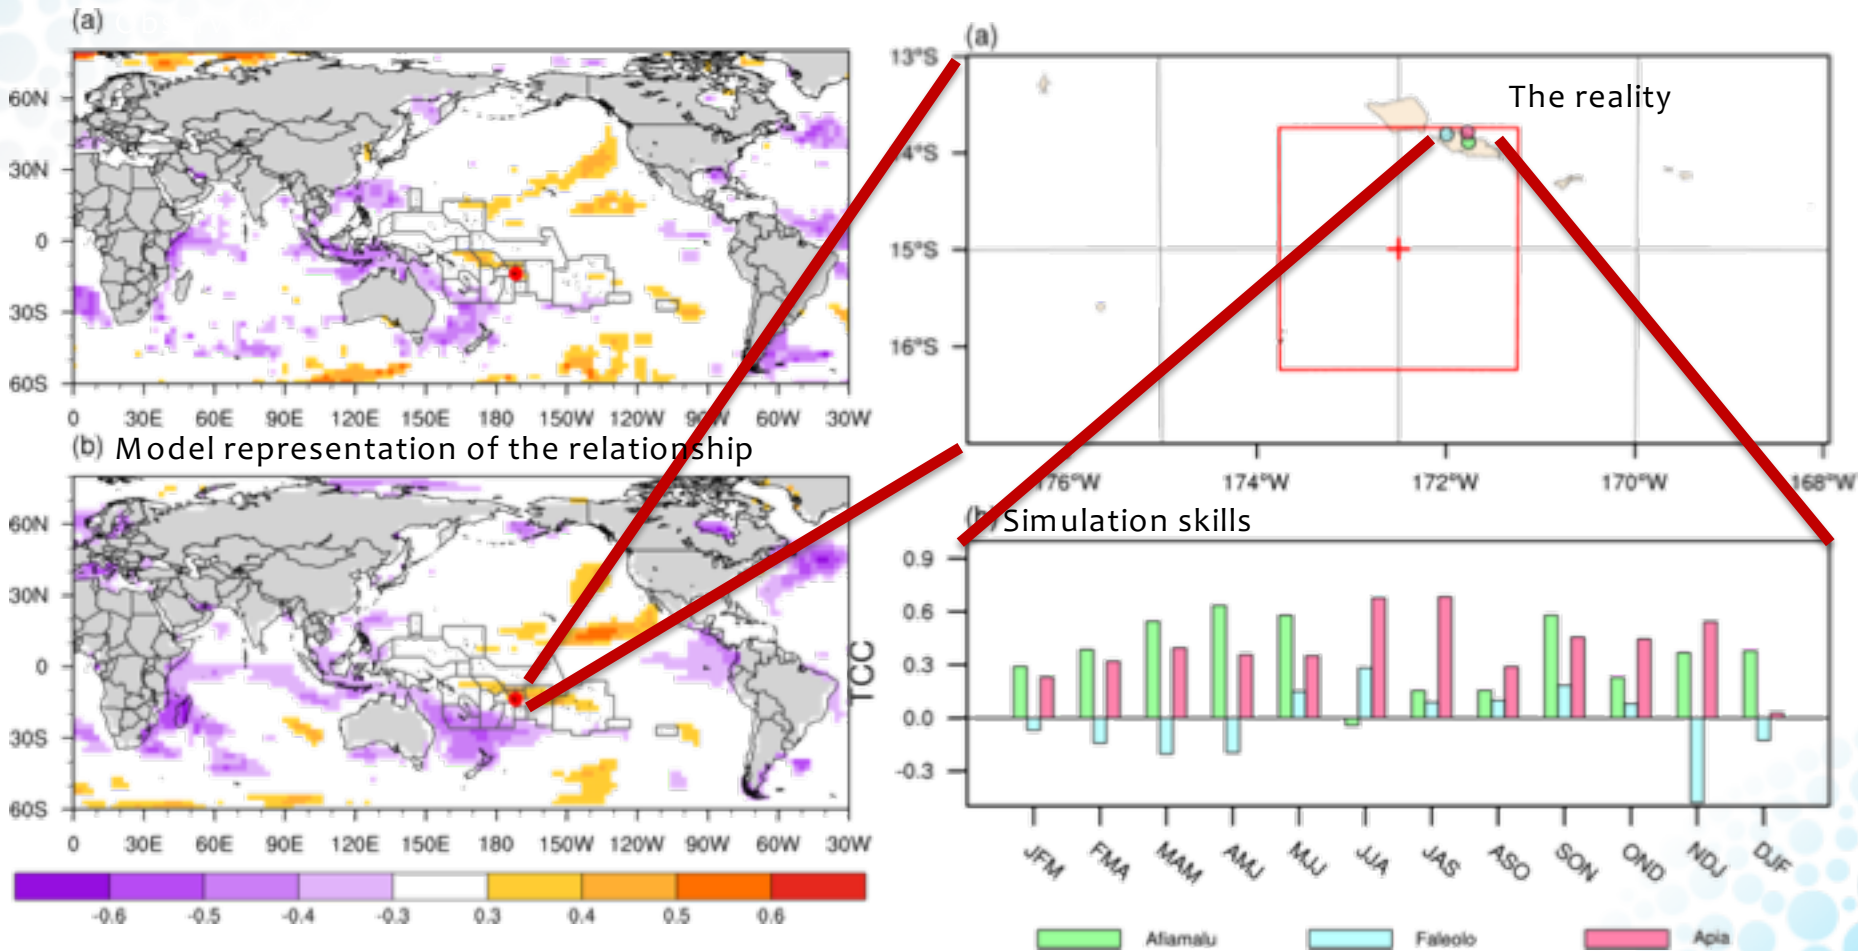 (a)
60N
30N
0
30S
60S
0 30E 60E 90E 120E 150E 180 150W 120W 90W 60W 30W
(b) Model representation of the relationship
60N
30N
0
30S
60S
0 30E 60E 90E 120E 150E 180 150W 120W 90W 60W 30W
-0.6 -0.5 -0.4 -0.3 0.3 0.4 0.5 0.6
(a)
The reality
13°S
14°S
15°S
16°S
176°W 174°W 172°W 170°W 168°W
(b) Simulation skills
TCC
0.9
0.6
0.3
0.0
-0.3
JFM FMA MAM AMJ MJJ JJA JAS ASO SON OND NDJ DJF
Afiamalu Faleolo Apia